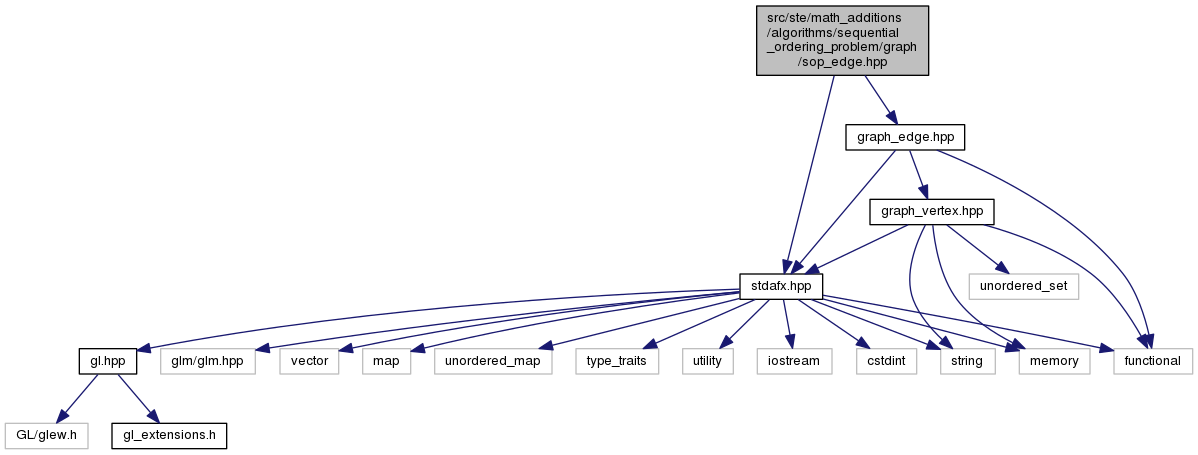 src/ste/math_additions
/algorithms/sequential
_ordering_problem/graph
/sop_edge.hpp
graph_edge.hpp
graph_vertex.hpp
stdafx.hpp
unordered_set
gl.hpp
glm/glm.hpp
vector
map
unordered_map
type_traits
utility
iostream
cstdint
string
memory
functional
GL/glew.h
gl_extensions.h